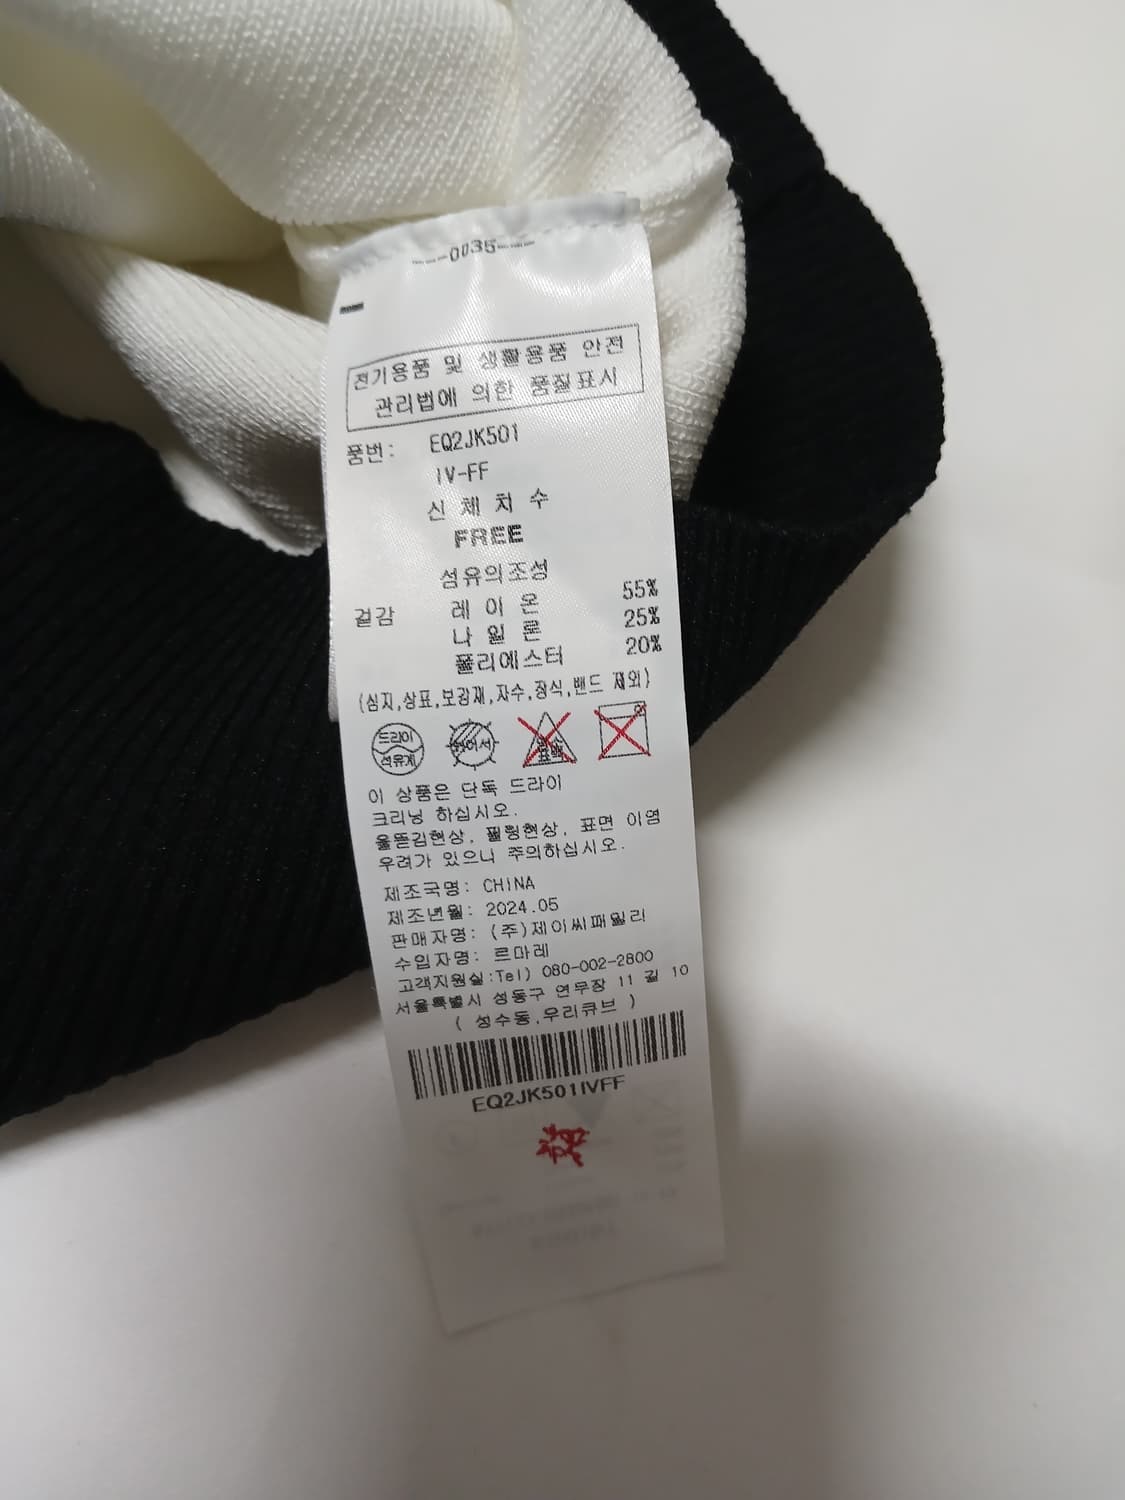 ---0035---
전기용품 및 생활용품 안전
관리법에 의한 품질표시
품번: EQ2JK501
IV-FF
신 체 치 수
FREE
섬유의조성
겉감 레 이 온 55%
나 일 론 25%
폴리에스터 20%
(심지,상표,보강재,자수,장식,밴드 제외)
드라이
석유계
표백
이 상품은 단독 드라이
크리닝 하십시오.
올뜯김현상, 필링현상, 표면 이염
우려가 있으니 주의하십시오.
제조국명: CHINA
제조년월: 2024.05
판매자명: (주)제이씨패밀리
수입자명: 르마레
고객지원실:Tel) 080-002-2800
서울특별시 성동구 연무장 11 길 10
( 성수동,우리큐브 )
EQ2JK501IVFF